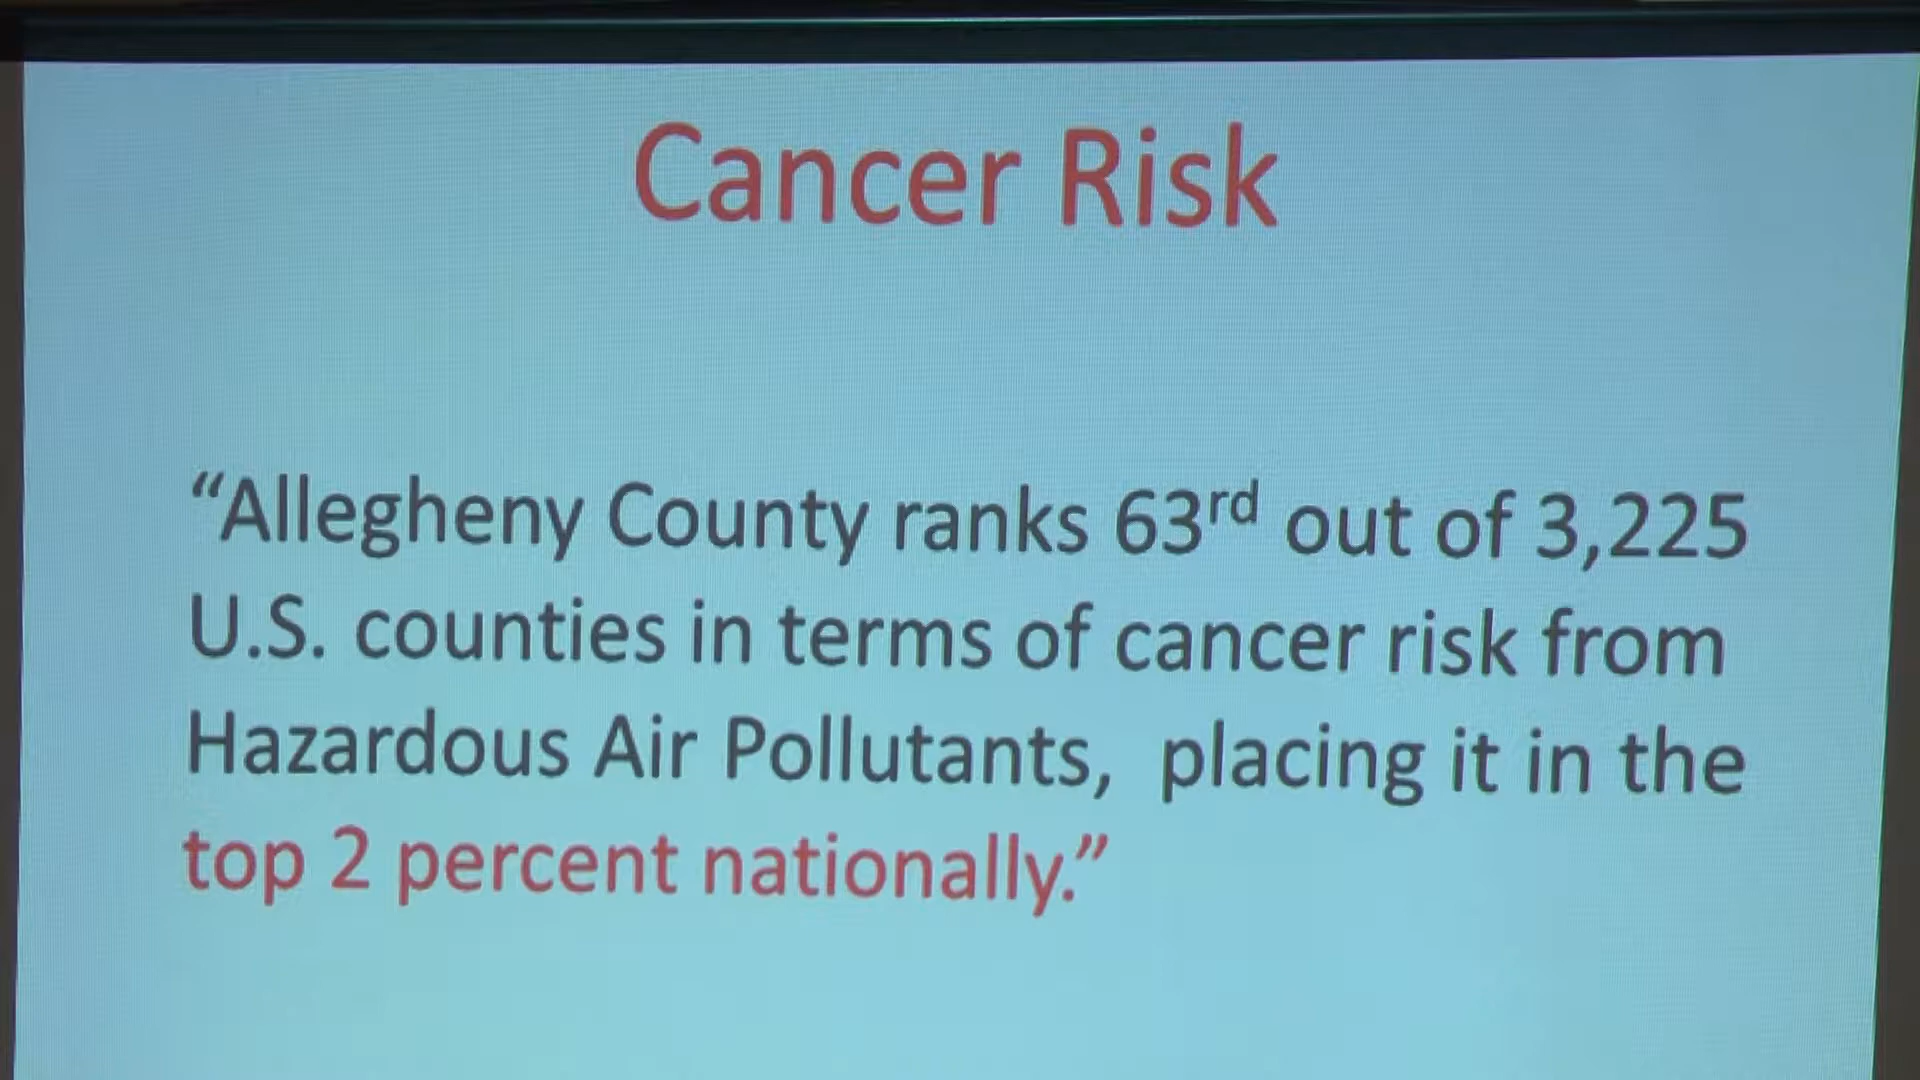 Cancer Risk
“Allegheny County ranks 63rd out of 3,225
U.S. counties in terms of cancer risk from
Hazardous Air Pollutants,  placing it in the
top 2 percent nationally.”